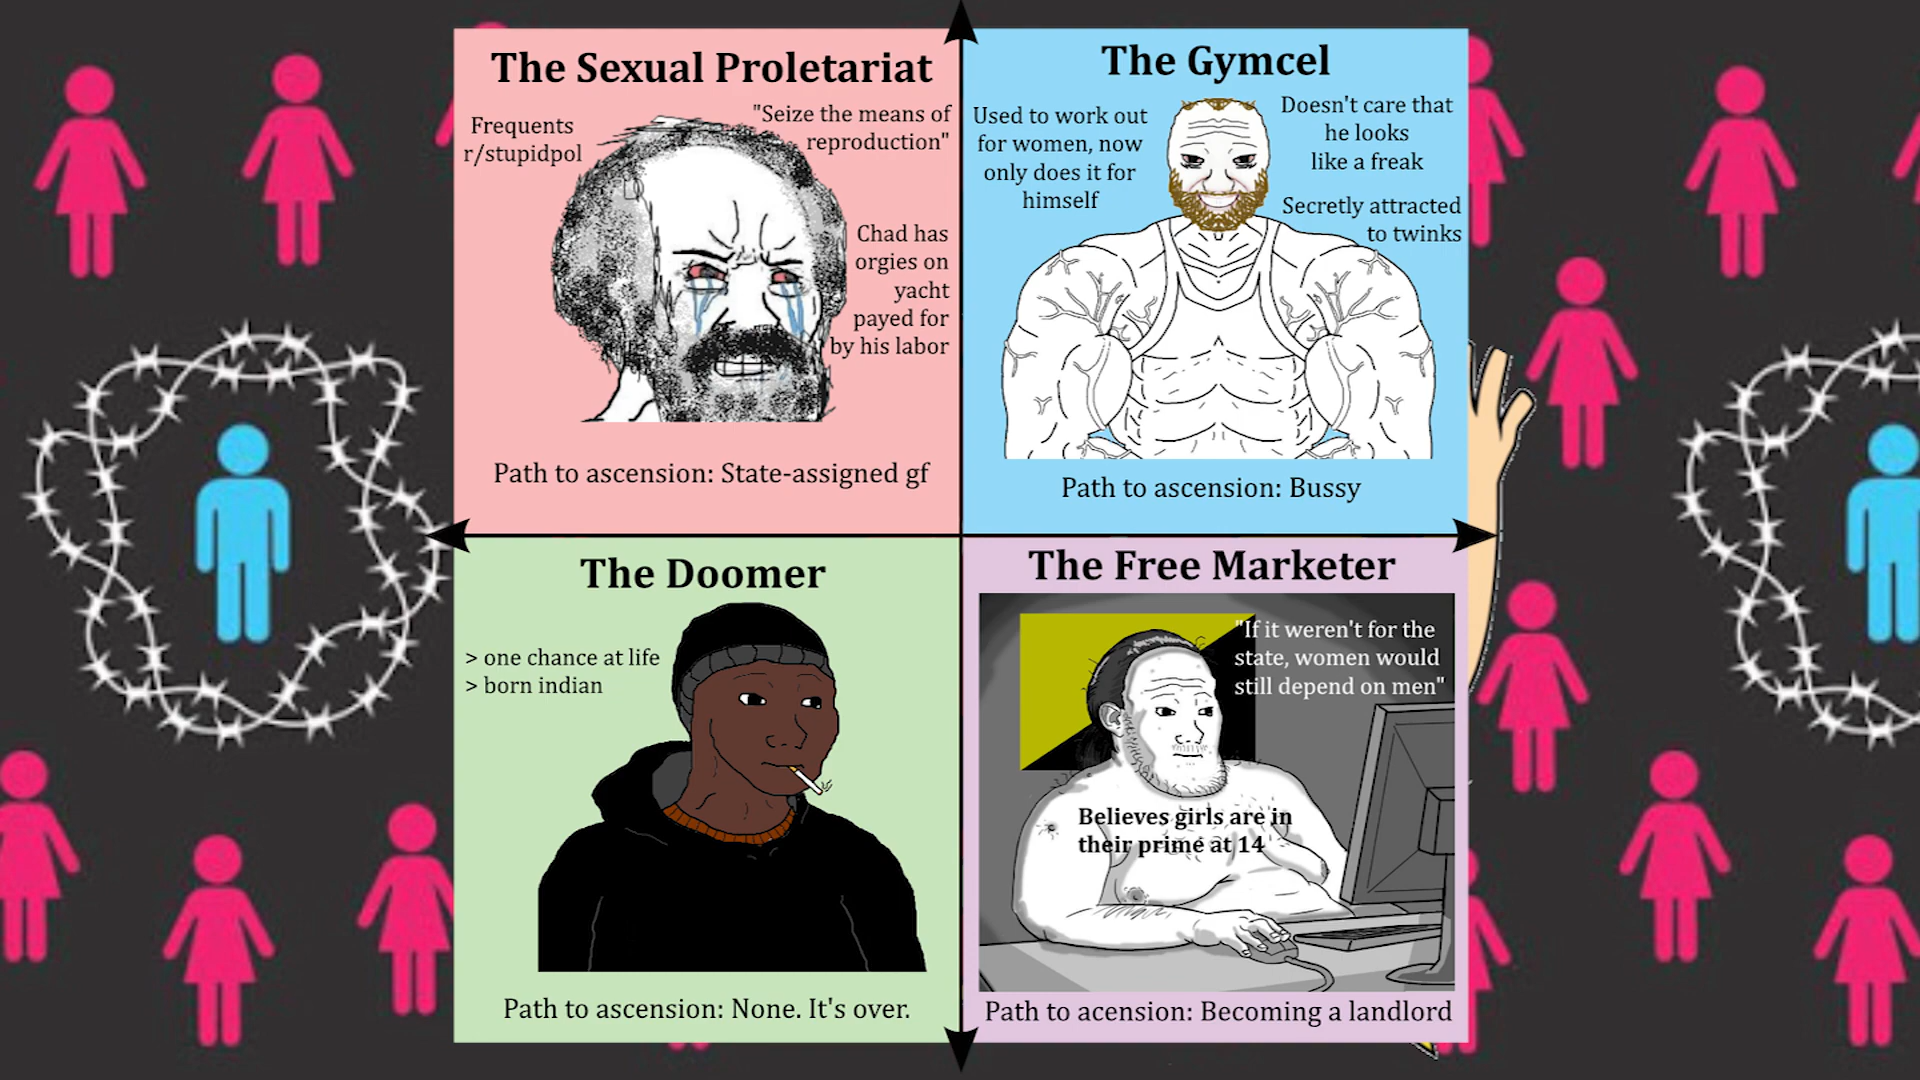 The Sexual Proletariat
Frequents
r/stupidpol
"Seize the means of
reproduction"
Chad has
orgies on
yacht
payed for
by his labor
Path to ascension: State-assigned gf
The Gymcel
Used to work out
for women, now
only does it for
himself
Doesn't care that
he looks
like a freak
Secretly attracted
to twinks
Path to ascension: Bussy
The Doomer
> one chance at life
> born indian
Path to ascension: None. It's over.
The Free Marketer
"If it weren't for the
state, women would
still depend on men"
Believes girls are in
their prime at 14
Path to acension: Becoming a landlord